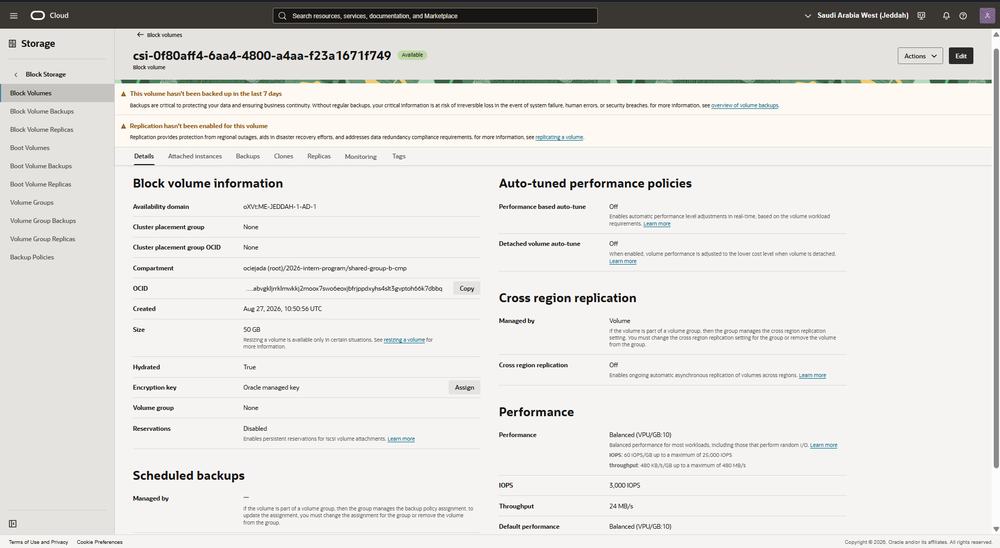 Cloud
Search resources, services, documentation, and Marketplace
Saudi Arabia West (Jeddah)
Storage
Block Storage
Block Volumes
Block Volume Backups
Block Volume Replicas
Boot Volumes
Boot Volume Backups
Boot Volume Replicas
Volume Groups
Volume Group Backups
Volume Group Replicas
Backup Policies
Block volumes
csi-0f80aff4-6aa4-4800-a4aa-f23a1671f749 Available
Block volume
Actions
Edit
This volume hasn't been backed up in the last 7 days
Backups are critical to protecting your data and ensuring business continuity. Without regular backups, your critical information is at risk of irreversible loss in the event of system failure, human errors, or security breaches. for more information, see overview of volume backups.
Replication hasn't been enabled for this volume
Replication provides protection from regional outages, aids in disaster recovery efforts, and addresses data redundancy compliance requirements. for more information, see replicating a volume.
Details Attached instances Backups Clones Replicas Monitoring Tags
Block volume information
Availability domain oXVt:ME-JEDDAH-1-AD-1
Cluster placement group None
Cluster placement group OCID None
Compartment ociejada (root)/2026-intern-program/shared-group-b-cmp
OCID ....abvgkljrrklmwkkj2moox7swo6eoxjbfrjppdxyhs4slt3gvptoh66k7dbbq Copy
Created Aug 27, 2026, 10:50:56 UTC
Size 50 GB
Resizing a volume is available only in certain situations. See resizing a volume for
more information.
Hydrated True
Encryption key Oracle managed key Assign
Volume group None
Reservations Disabled
Enables persistent reservations for iscsi volume attachments. Learn more
Scheduled backups
Managed by —
If the volume is part of a volume group, then the group manages the backup policy assignment. to
update the assignment, you must change the assignment for the group or remove the volume
from the group.
Auto-tuned performance policies
Performance based auto-tune Off
Enables automatic performance level adjustments in real-time, based on the volume workload
requirements. Learn more
Detached volume auto-tune Off
When enabled, volume performance is adjusted to the lower cost level when volume is detached.
Learn more
Cross region replication
Managed by Volume
If the volume is part of a volume group, then the group manages the cross region replication
setting. You must change the cross region replication setting for the group or remove the volume
from the group.
Cross region replication Off
Enables ongoing automatic asynchronous replication of volumes across regions. Learn more
Performance
Performance Balanced (VPU/GB:10)
Balanced performance for most workloads, including those that perform random I/O. Learn more
IOPS: 60 IOPS/GB up to a maximum of 25,000 IOPS
throughput: 480 KB/s/GB up to a maximum of 480 MB/s
IOPS 3,000 IOPS
Throughput 24 MB/s
Default performance Balanced (VPU/GB:10)
Terms of Use and Privacy Cookie Preferences
Copyright © 2026, Oracle and/or its affiliates. All rights reserved.